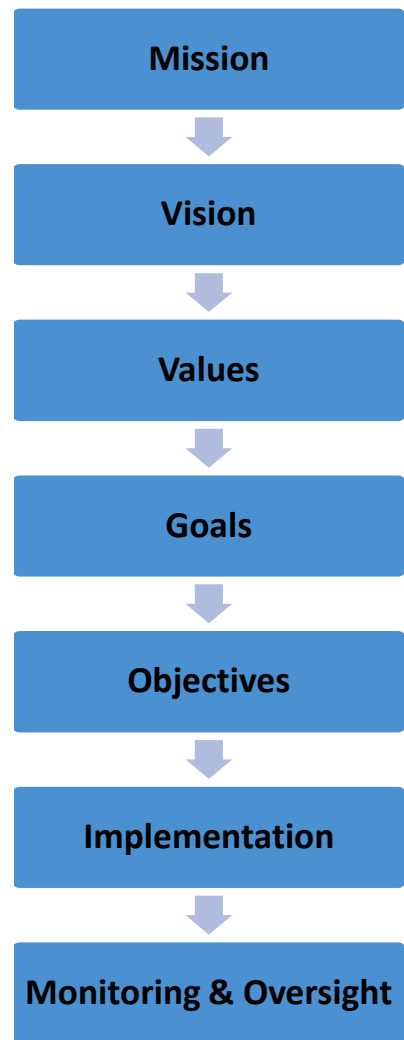 Mission
Vision
Values
Goals
Objectives
Implementation
Monitoring & Oversight